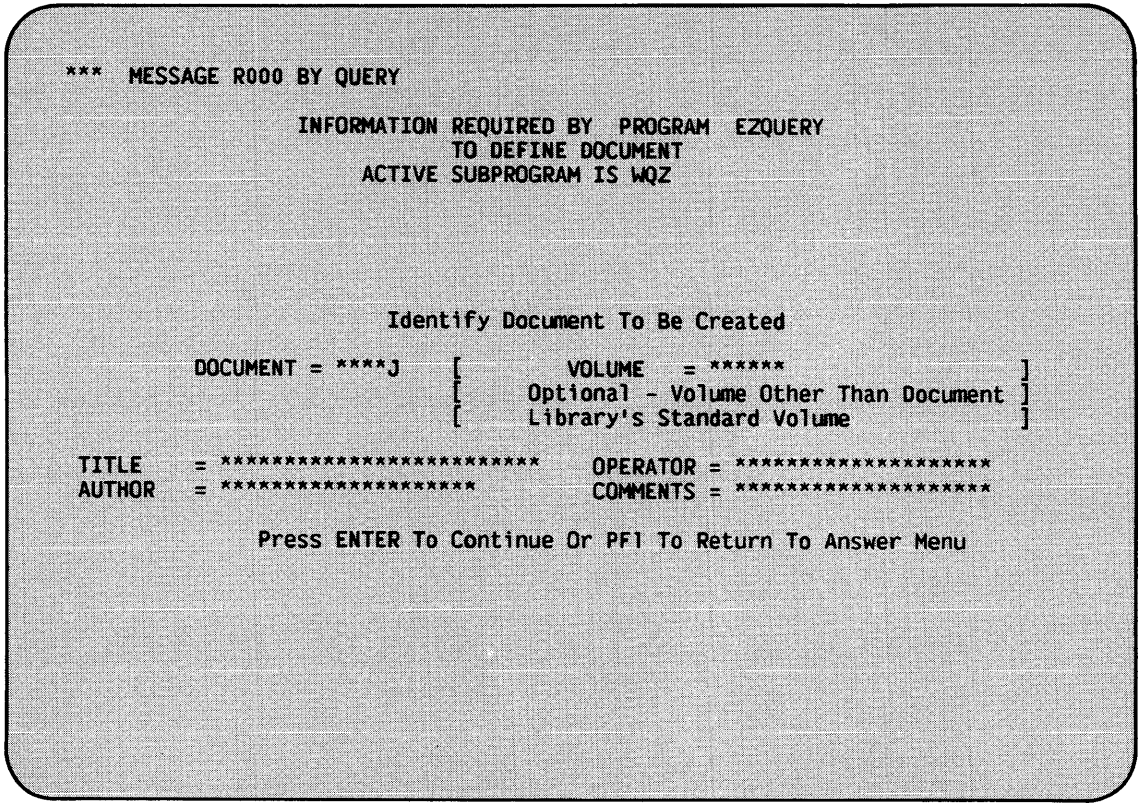 *** MESSAGE R000 BY QUERY
INFORMATION REQUIRED BY PROGRAM EZQUERY
TO DEFINE DOCUMENT
ACTIVE SUBPROGRAM IS WQZ
Identify Document To Be Created
DOCUMENT = ****J [ VOLUME = ****** ]
[ Optional - Volume Other Than Document ]
[ Library's Standard Volume ]
TITLE = ************************* OPERATOR = ********************
AUTHOR = ******************** COMMENTS = ********************
Press ENTER To Continue Or PF1 To Return To Answer Menu